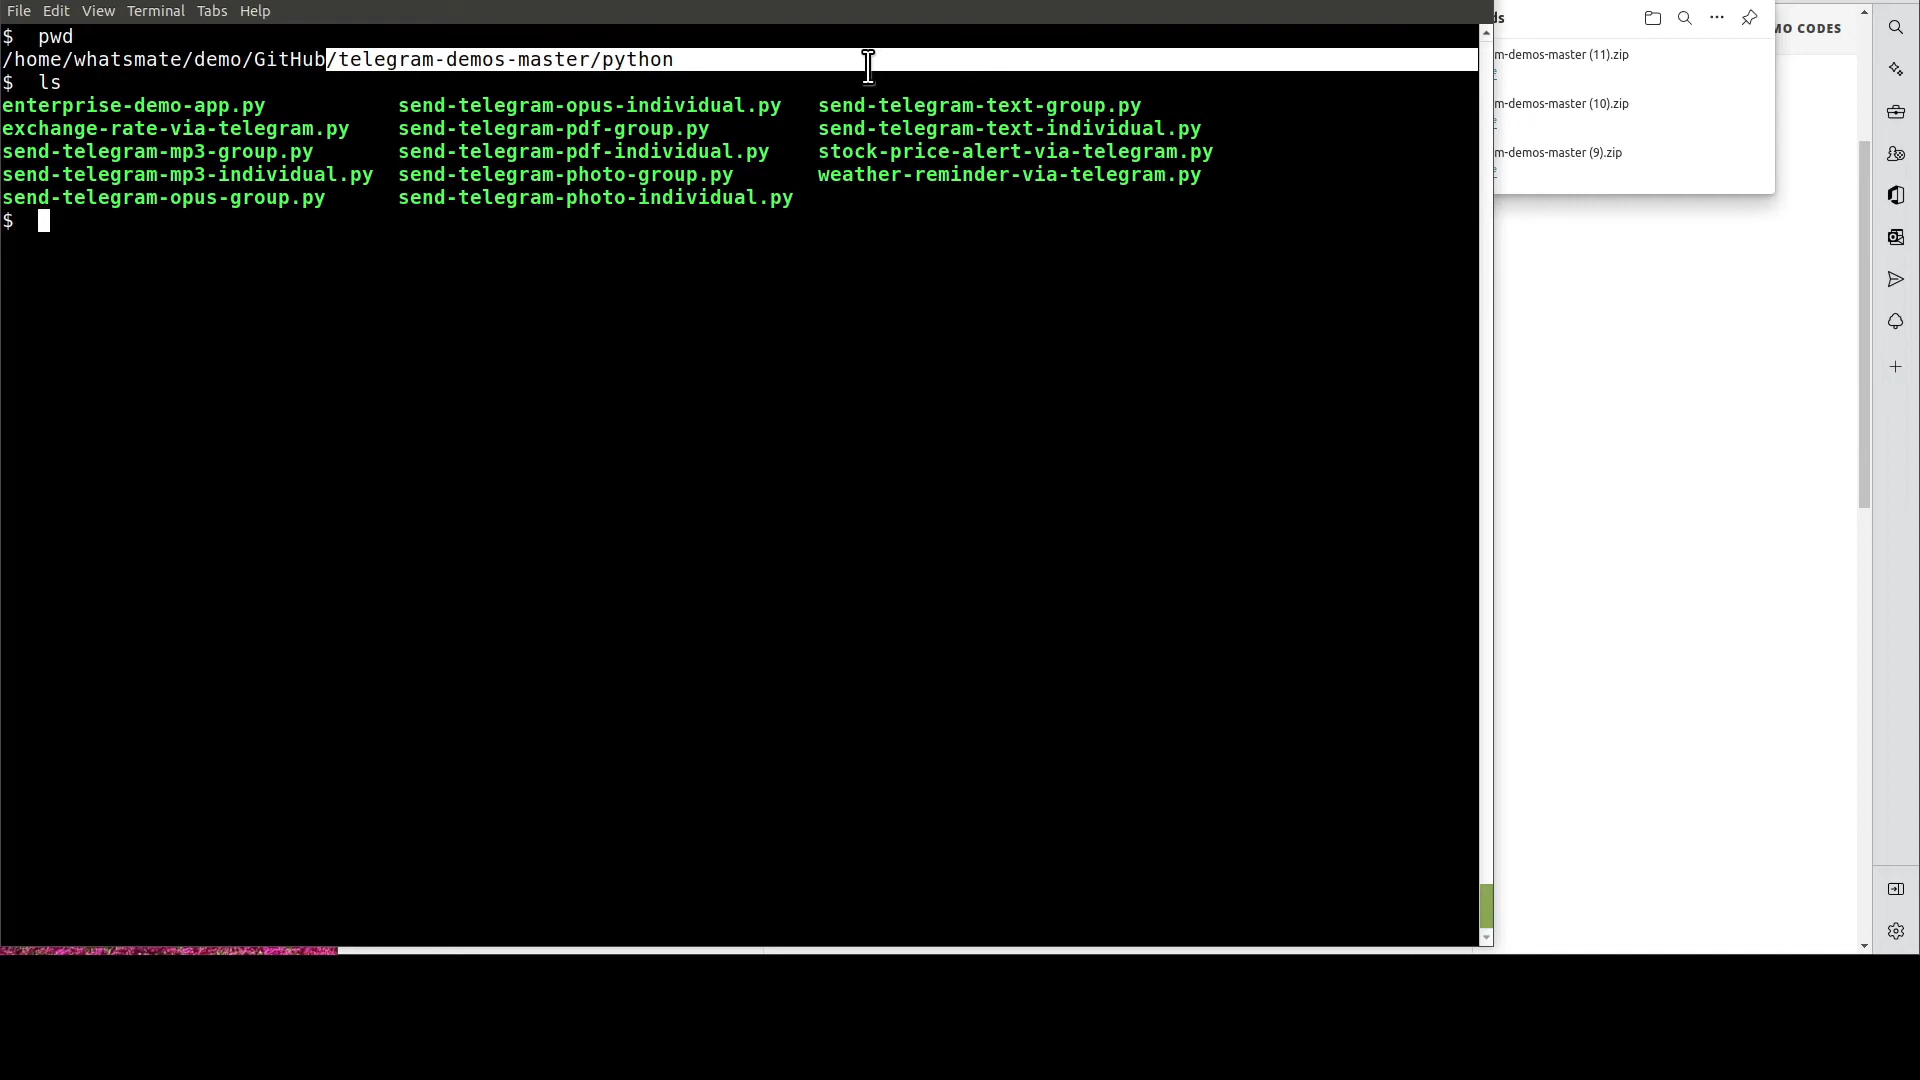 File Edit View Terminal Tabs Help
$ pwd
/home/whatsmate/demo/GitHub/telegram-demos-master/python
$ ls
enterprise-demo-app.py send-telegram-opus-individual.py send-telegram-text-group.py
exchange-rate-via-telegram.py send-telegram-pdf-group.py send-telegram-text-individual.py
send-telegram-mp3-group.py send-telegram-pdf-individual.py stock-price-alert-via-telegram.py
send-telegram-mp3-individual.py send-telegram-photo-group.py weather-reminder-via-telegram.py
send-telegram-opus-group.py send-telegram-photo-individual.py
$
ds
MO CODES
m-demos-master (11).zip
m-demos-master (10).zip
m-demos-master (9).zip